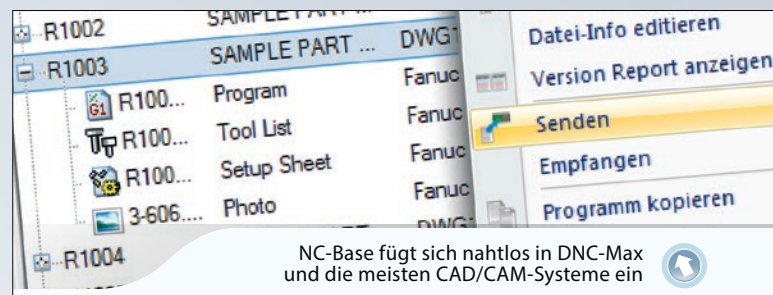 R1002 SAMPLE PART ...
R1003 SAMPLE PART ... DWG1
R100... Program Fanuc
R100... Tool List Fanuc
R100... Setup Sheet Fanuc
3-606.... Photo Fanuc
R1004
Datei-Info editieren
Version Report anzeigen
Senden
Empfangen
Programm kopieren
NC-Base fügt sich nahtlos in DNC-Max
und die meisten CAD/CAM-Systeme ein